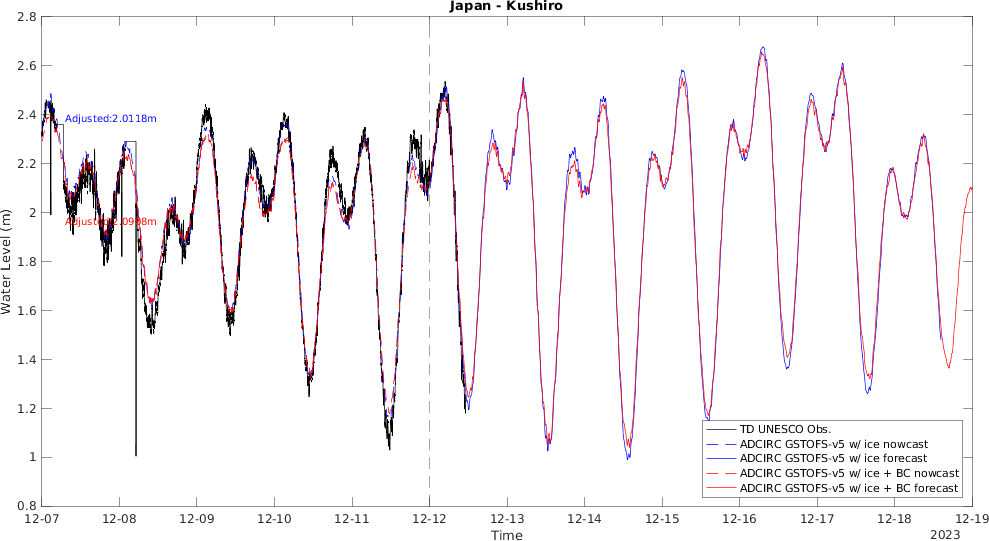 Japan - Kushiro
Water Level (m)
2.8
2.6
2.4
2.2
2
1.8
1.6
1.4
1.2
1
0.8
Adjusted:2.0118m
TD UNESCO Obs.
ADCIRC GSTOFS-v5 w/ ice nowcast
ADCIRC GSTOFS-v5 w/ ice forecast
ADCIRC GSTOFS-v5 w/ ice + BC nowcast
ADCIRC GSTOFS-v5 w/ ice + BC forecast
12-07 12-08 12-09 12-10 12-11 12-12 12-13 12-14 12-15 12-16 12-17 12-18 12-19
Time
2023